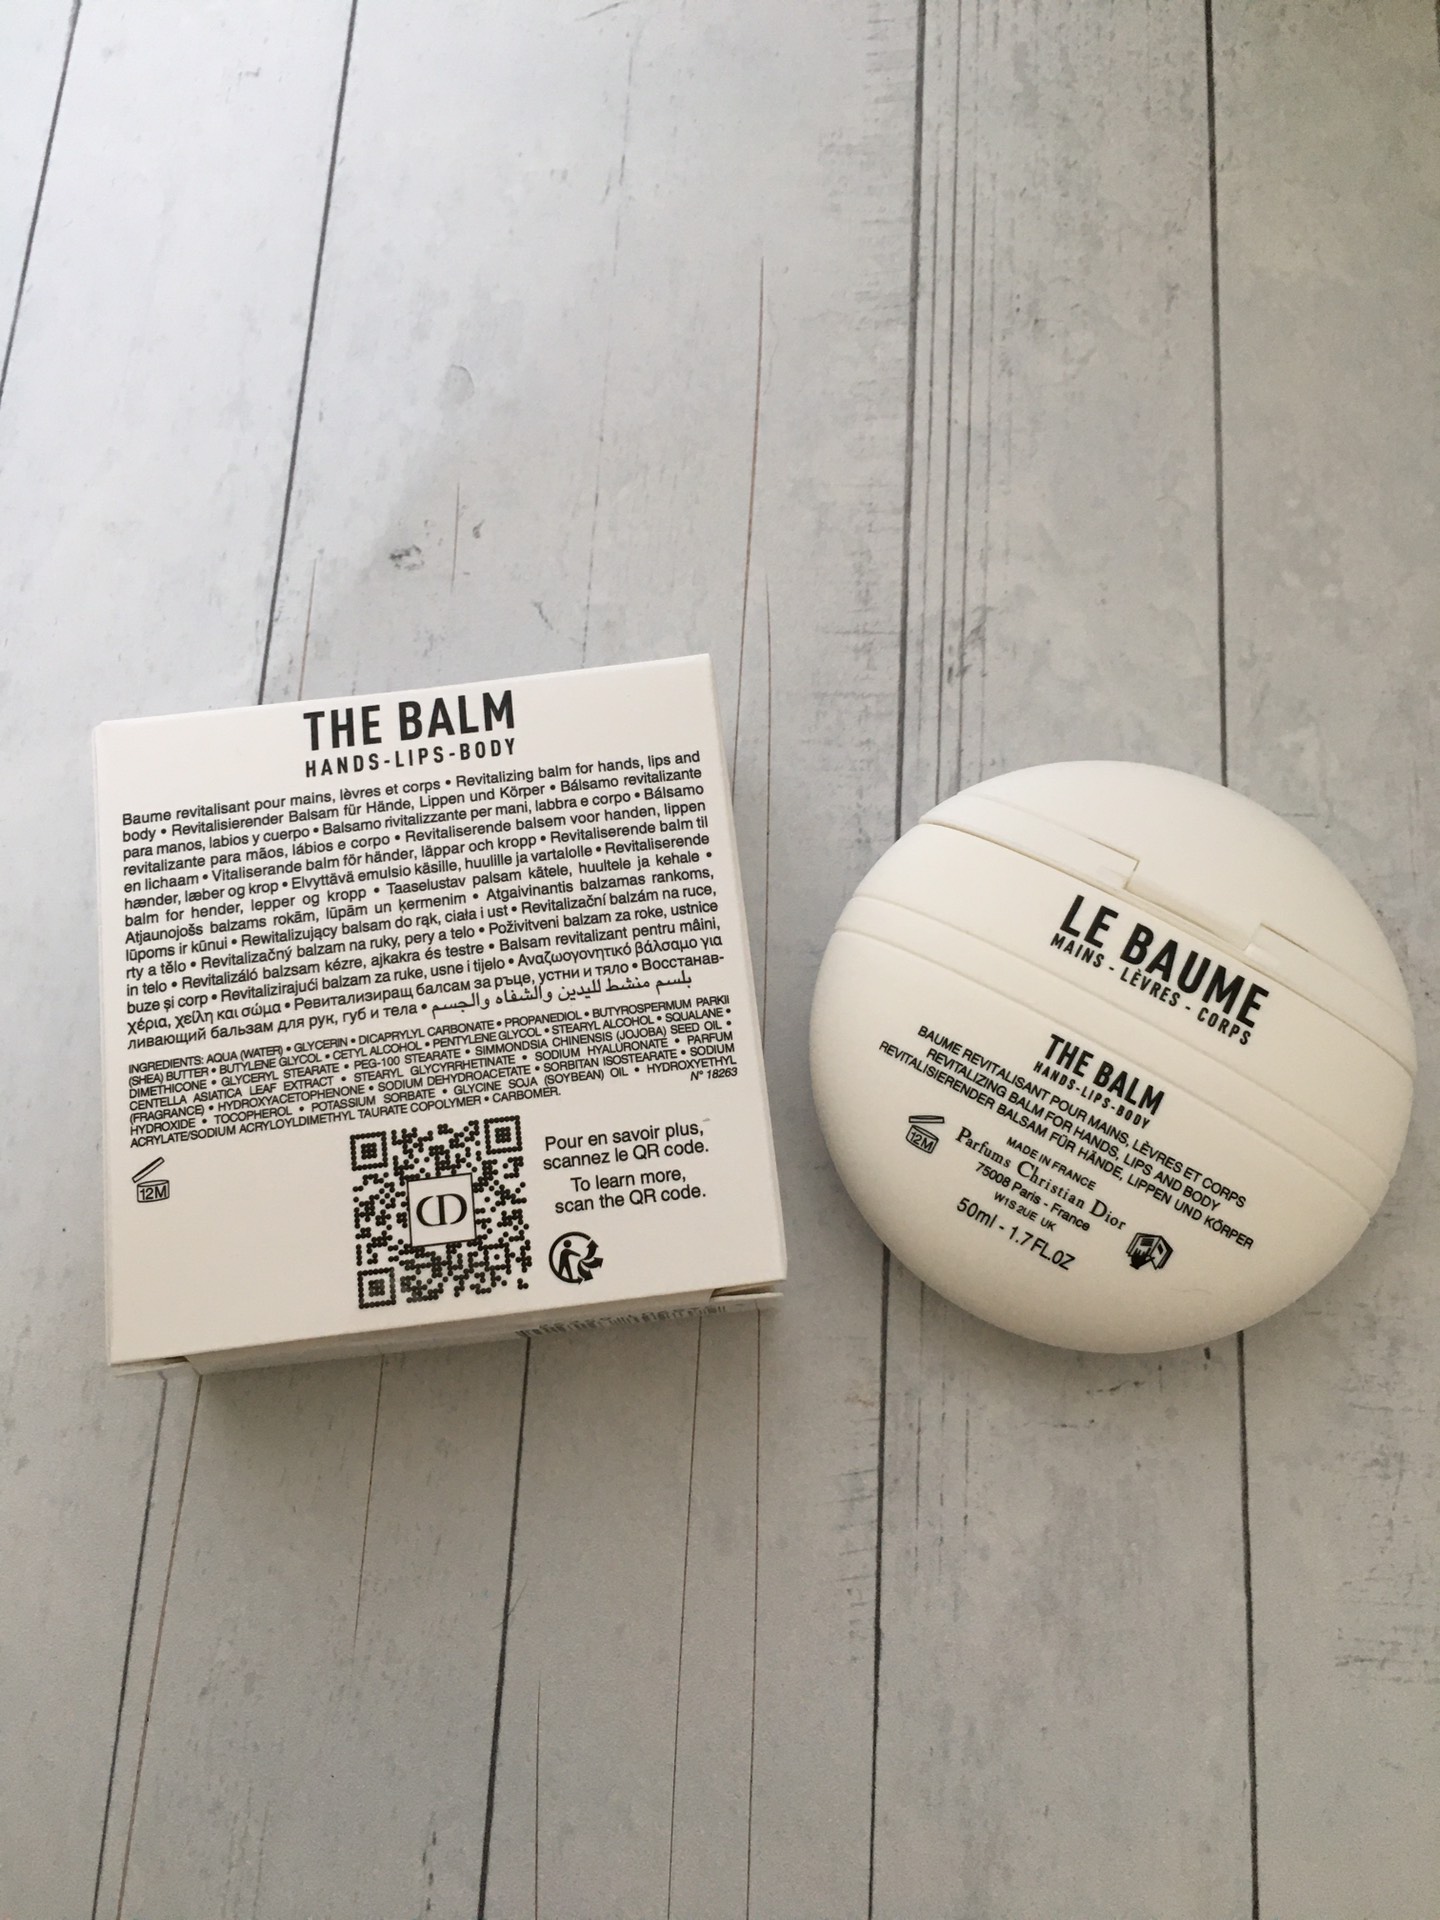 THE BALM
HANDS-LIPS-BODY
Baume revitalisant pour mains, lèvres et corps • Revitalizing balm for hands, lips and
body • Revitalisierender Balsam für Hände, Lippen und Körper • Bálsamo revitalizante
para manos, labios y cuerpo • Balsamo rivitalizzante per mani, labbra e corpo • Bálsamo
revitalizante para mãos, lábios e corpo • Revitaliserende balsem voor handen, lippen
en lichaam • Vitaliserande balm för händer, läppar och kropp • Revitaliserende balm til
hænder, læber og krop • Elvyttävä emulsio käsille, huulille ja vartalolle • Revitaliserende
balm for hender, lepper og kropp • Taaselustav palsam kätele, huultele ja kehale •
Atjaunojošs balzams rokām, lūpām un ķermenim • Atgaivinantis balzamas rankoms,
lūpoms ir kūnui • Rewitalizujący balsam do rąk, ciała i ust • Revitalizační balzám na ruce,
rty a tělo • Revitalizačný balzam na ruky, pery a telo • Poživitveni balzam za roke, ustnice
in telo • Revitalizáló balzsam kézre, ajkakra és testre • Balsam revitalizant pentru mâini,
buze și corp • Revitalizirajući balzam za ruke, usne i tijelo • Αναζωογονητικό βάλσαμο για
χέρια, χείλη και σώμα • Ревитализиращ балсам за ръце, устни и тяло • Восстанав-
ливающий бальзам для рук, губ и тела • بلسم منشط لليدين والشفاه والجسم
INGREDIENTS: AQUA (WATER) • GLYCERIN • DICAPRYLYL CARBONATE • PROPANEDIOL • BUTYROSPERMUM PARKII
(SHEA) BUTTER • BUTYLENE GLYCOL • CETYL ALCOHOL • PENTYLENE GLYCOL • STEARYL ALCOHOL • SQUALANE •
DIMETHICONE • GLYCERYL STEARATE • PEG-100 STEARATE • SIMMONDSIA CHINENSIS (JOJOBA) SEED OIL •
CENTELLA ASIATICA LEAF EXTRACT • STEARYL GLYCYRRHETINATE • SODIUM HYALURONATE • PARFUM
(FRAGRANCE) • HYDROXYACETOPHENONE • SODIUM DEHYDROACETATE • SORBITAN ISOSTEARATE • SODIUM
HYDROXIDE • TOCOPHEROL • POTASSIUM SORBATE • GLYCINE SOJA (SOYBEAN) OIL • HYDROXYETHYL
ACRYLATE/SODIUM ACRYLOYLDIMETHYL TAURATE COPOLYMER • CARBOMER.
N° 18263
12M
CD
Pour en savoir plus,
scannez le QR code.
To learn more,
scan the QR code.
LE BAUME
MAINS - LÈVRES - CORPS
THE BALM
HANDS-LIPS-BODY
BAUME REVITALISANT POUR MAINS, LÈVRES ET CORPS
REVITALIZING BALM FOR HANDS, LIPS AND BODY
REVITALISIERENDER BALSAM FÜR HÄNDE, LIPPEN UND KÖRPER
12M
MADE IN FRANCE
Parfums Christian Dior
75008 Paris - France
W1S 2UE UK
50ml - 1.7 FL.OZ